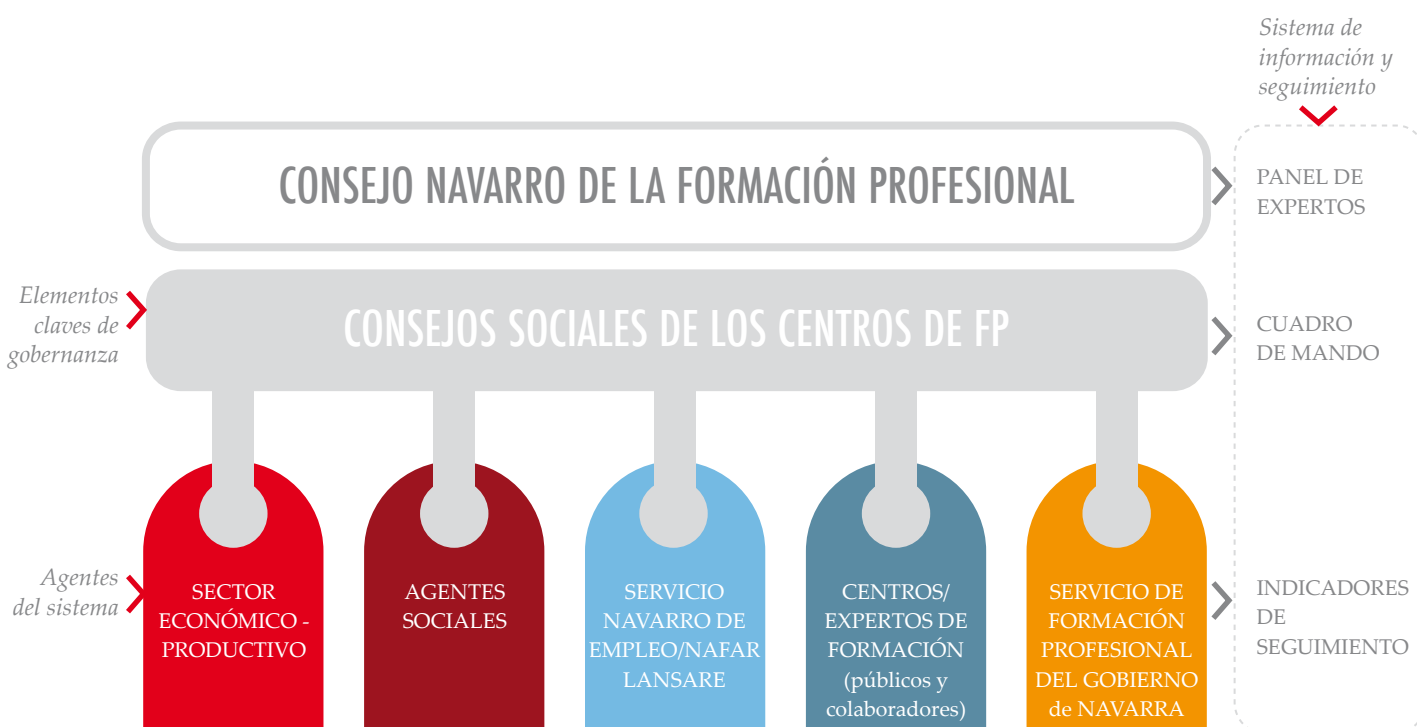 Sistema de
información y
seguimiento
CONSEJO NAVARRO DE LA FORMACIÓN PROFESIONAL
PANEL DE
EXPERTOS
Elementos
claves de
gobernanza
CONSEJOS SOCIALES DE LOS CENTROS DE FP
CUADRO
DE MANDO
Agentes
del sistema
SECTOR
ECONÓMICO -
PRODUCTIVO
AGENTES
SOCIALES
SERVICIO
NAVARRO DE
EMPLEO/NAFAR
LANSARE
CENTROS/
EXPERTOS DE
FORMACIÓN
(públicos y
colaboradores)
SERVICIO DE
FORMACIÓN
PROFESIONAL
DEL GOBIERNO
de NAVARRA
INDICADORES
DE
SEGUIMIENTO